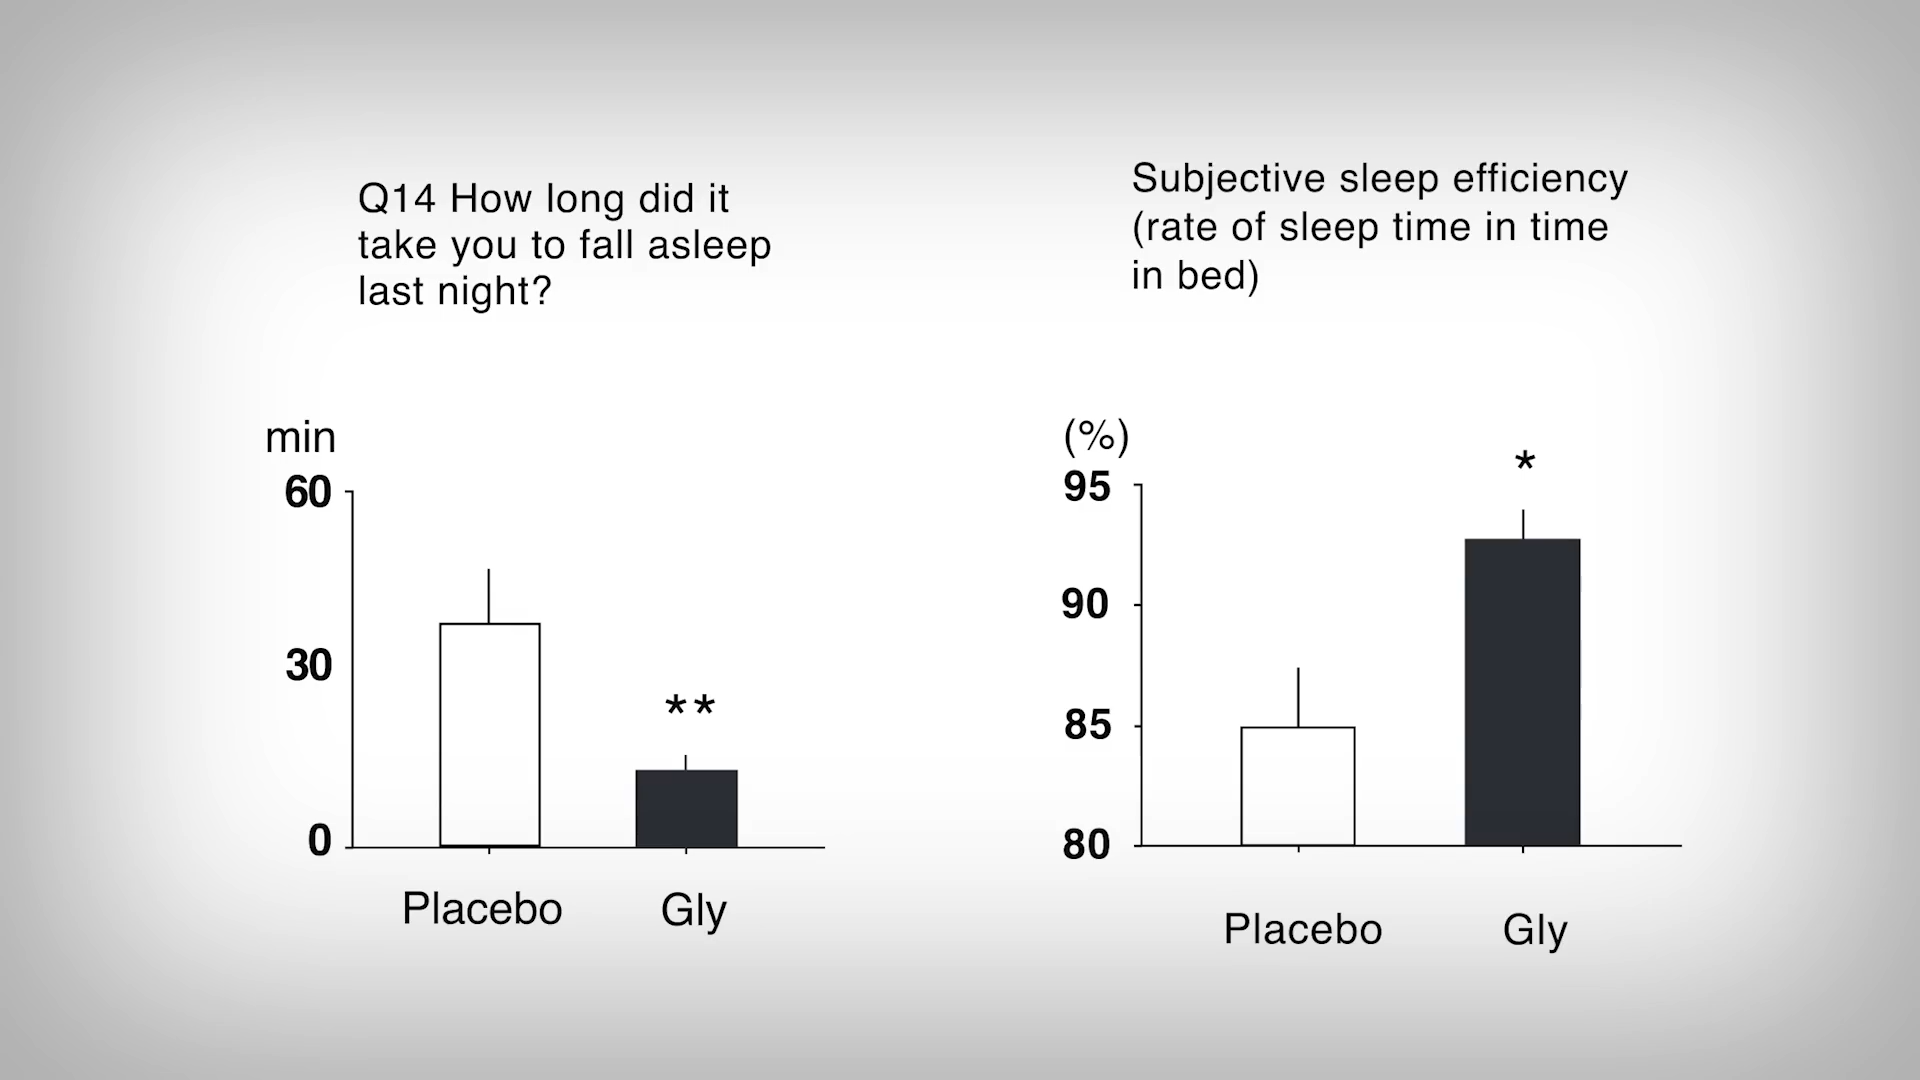 Q14 How long did it
take you to fall asleep
last night?
min
60
30
0
**
Placebo
Gly
Subjective sleep efficiency
(rate of sleep time in time
in bed)
(%)
95
90
85
80
*
Placebo
Gly